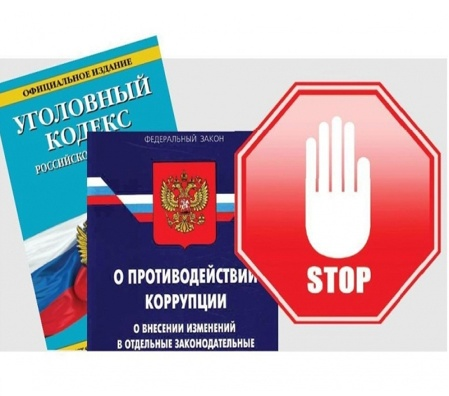 ОФИЦИАЛЬНОЕ ИЗДАНИЕ
УГОЛОВНЫЙ
КОДЕКС
ФЕДЕРАЛЬНЫЙ ЗАКОН
О ПРОТИВОДЕЙСТВИИ
КОРРУПЦИИ
О ВНЕСЕНИИ ИЗМЕНЕНИЙ
В ОТДЕЛЬНЫЕ ЗАКОНОДАТЕЛЬНЫЕ
STOP